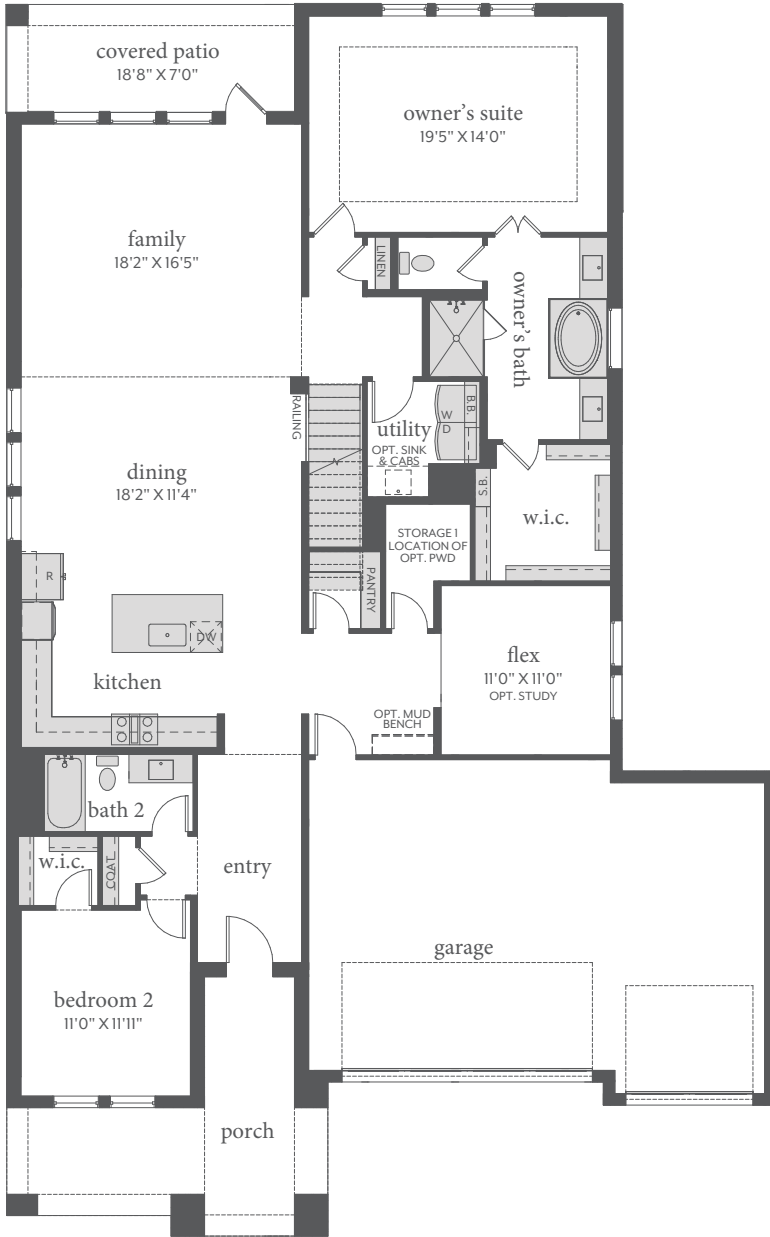 covered patio
18'8" X 7'0"
owner's suite
19'5" X 14'0"
family
18'2" X 16'5"
LINEN
owner's bath
RAILING
utility
OPT. SINK
& CABS
W
D
B.B.
dining
18'2" X 11'4"
S.B.
w.i.c.
STORAGE 1
LOCATION OF
OPT. PWD
R
PANTRY
DW
kitchen
flex
11'0" X 11'0"
OPT. STUDY
OPT. MUD
BENCH
bath 2
w.i.c.
COAT
entry
garage
bedroom 2
11'0" X 11'11"
porch